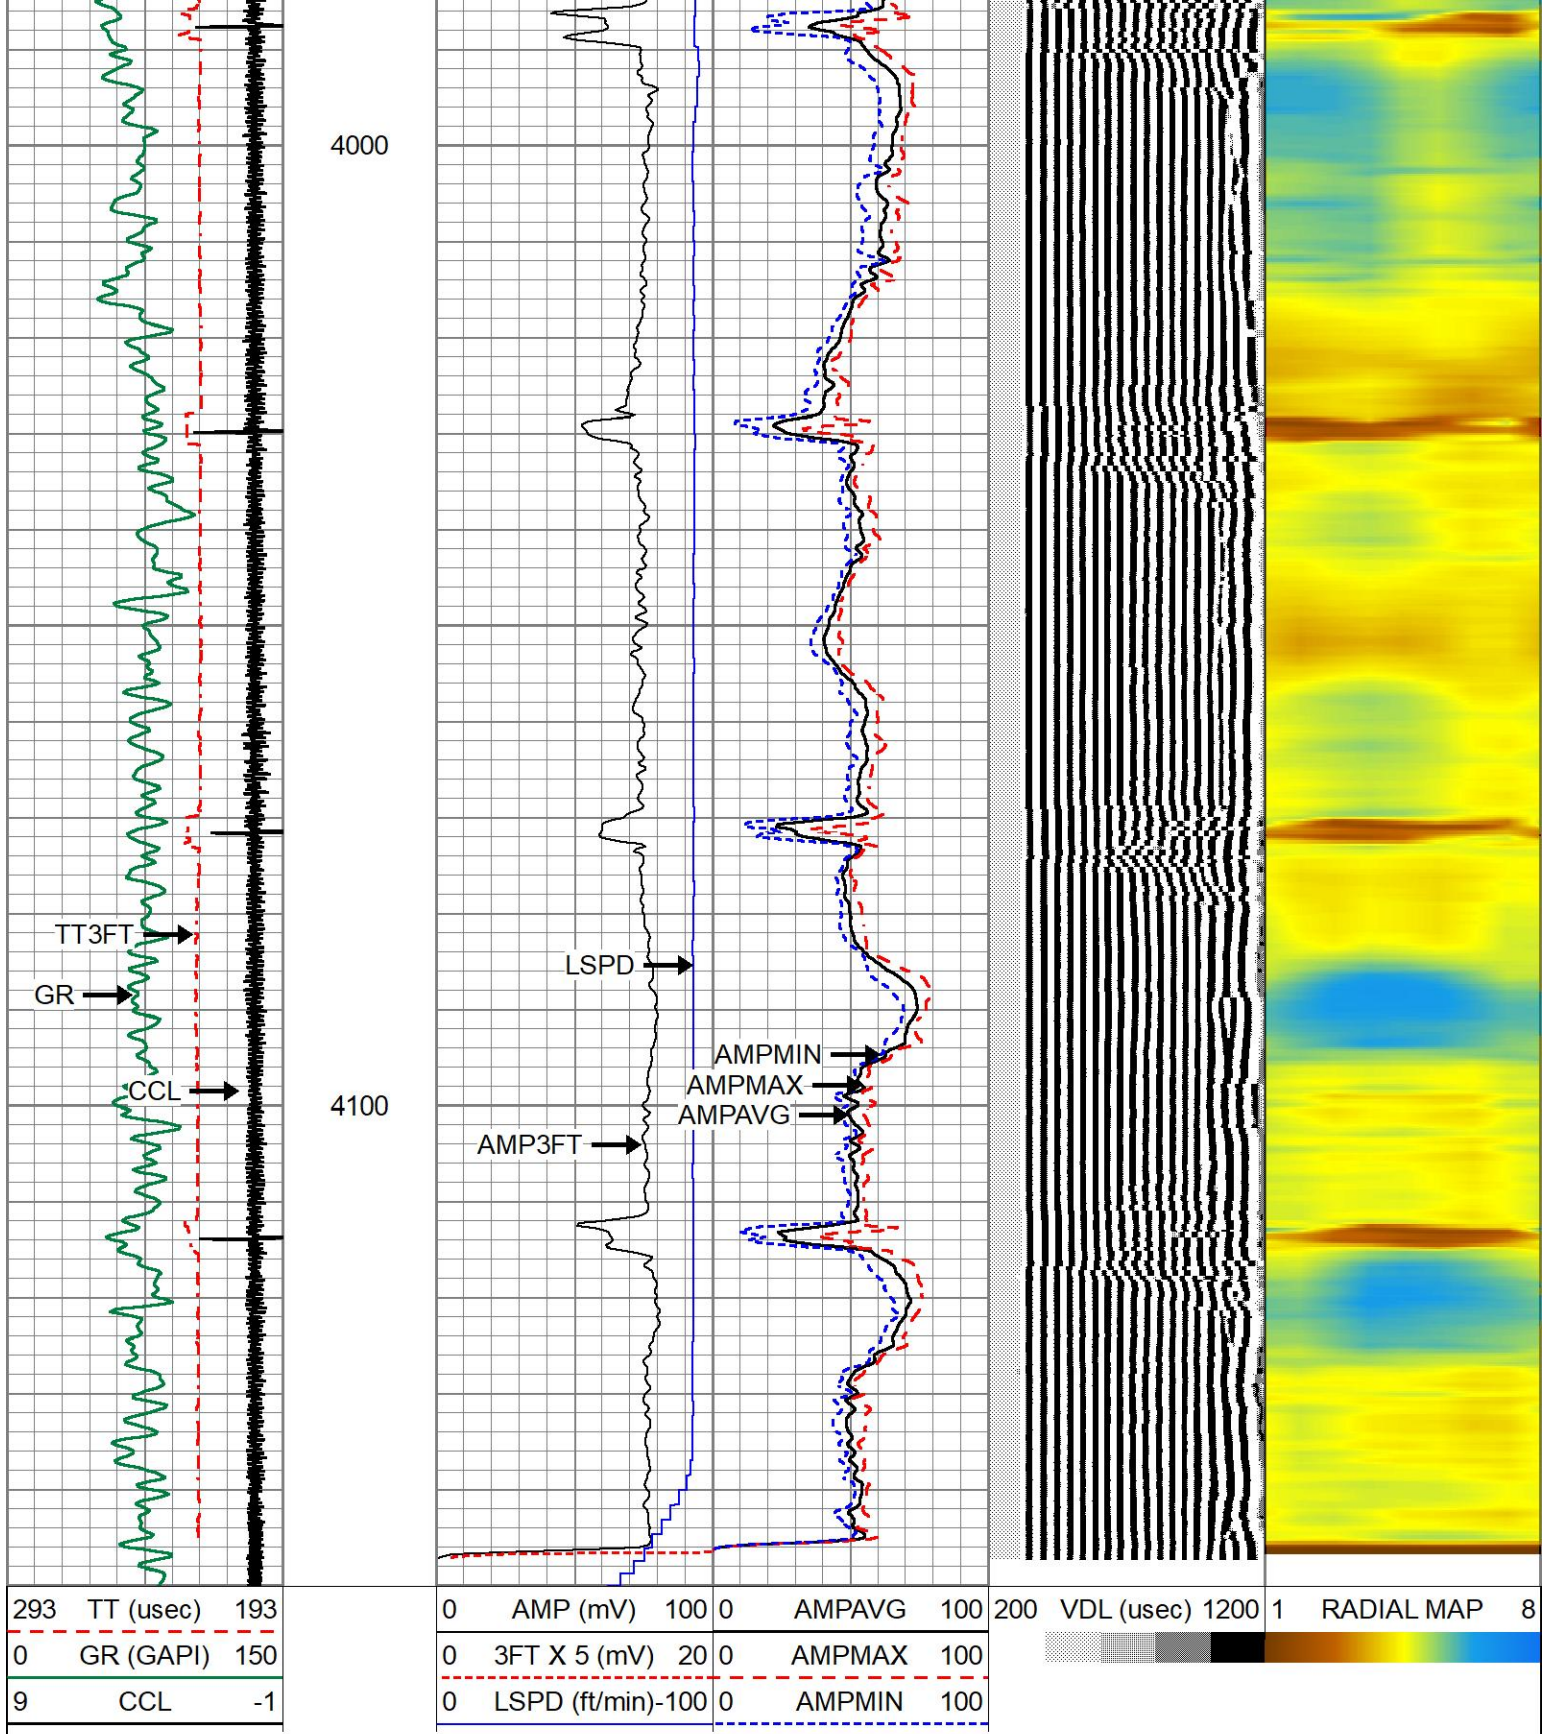 4000
TT3FT
LSPD
GR
AMPMIN
CCL
AMPMAX
4100
AMPAVG
AMP3FT
293 TT (usec) 193
0 AMP (mV) 100
0 AMPAVG 100
200 VDL (usec) 1200
1 RADIAL MAP 8
0 GR (GAPI) 150
0 3FT X 5 (mV) 20
0 AMPMAX 100
9 CCL -1
0 LSPD (ft/min) -100
0 AMPMIN 100